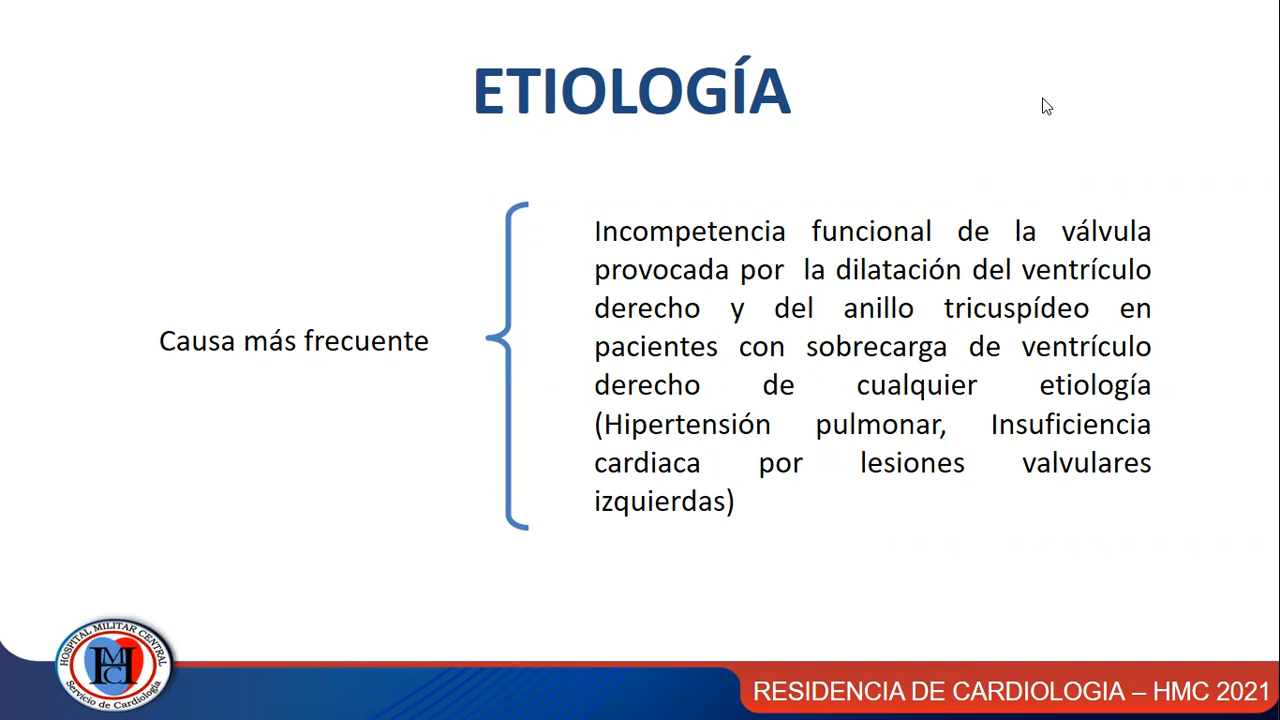 ETIOLOGÍA
Causa más frecuente
Incompetencia funcional de la válvula
provocada por la dilatación del ventrículo
derecho y del anillo tricuspídeo en
pacientes con sobrecarga de ventrículo
derecho de cualquier etiología
(Hipertensión pulmonar, Insuficiencia
cardiaca por lesiones valvulares
izquierdas)
HOSPITAL MILITAR CENTRAL
HMC
Servicio de Cardiología
RESIDENCIA DE CARDIOLOGIA – HMC 2021